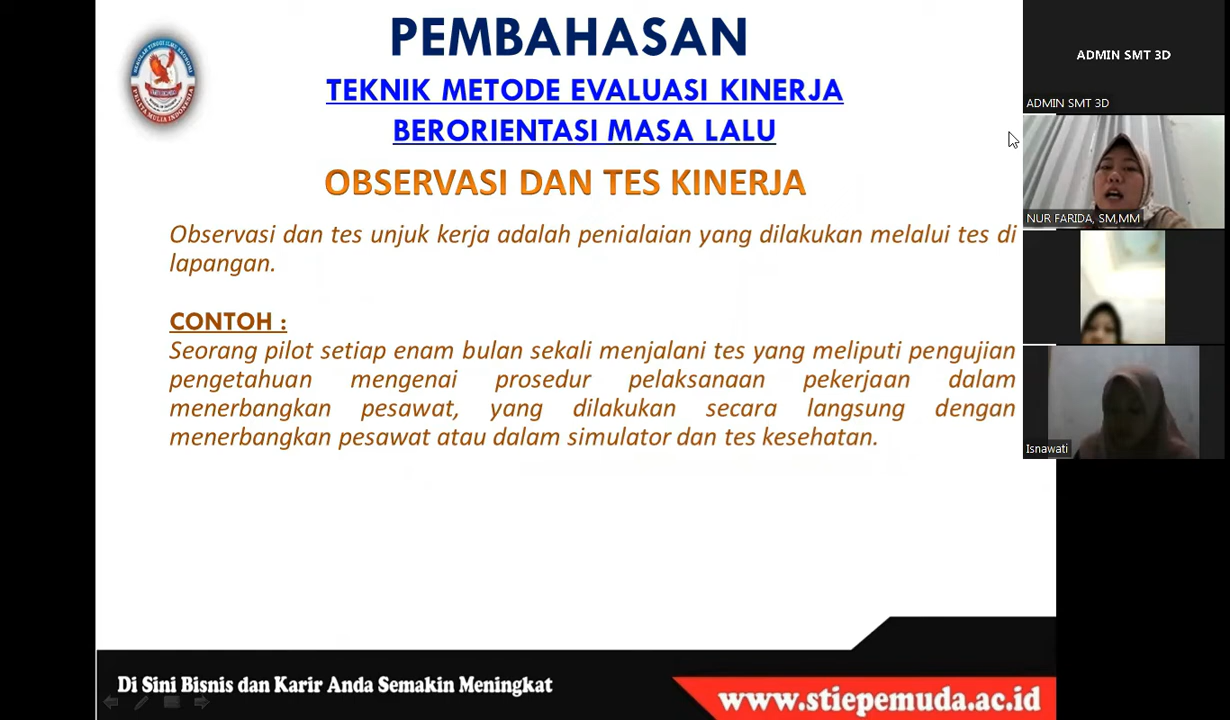 PEMBAHASAN
TEKNIK METODE EVALUASI KINERJA
BERORIENTASI MASA LALU
OBSERVASI DAN TES KINERJA
Observasi dan tes unjuk kerja adalah penialaian yang dilakukan melalui tes di
lapangan.
CONTOH :
Seorang pilot setiap enam bulan sekali menjalani tes yang meliputi pengujian
pengetahuan mengenai prosedur pelaksanaan pekerjaan dalam
menerbangkan pesawat, yang dilakukan secara langsung dengan
menerbangkan pesawat atau dalam simulator dan tes kesehatan.
Di Sini Bisnis dan Karir Anda Semakin Meningkat
www.stiepemuda.ac.id
ADMIN SMT 3D
ADMIN SMT 3D
NUR FARIDA, SM,MM
Isnawati